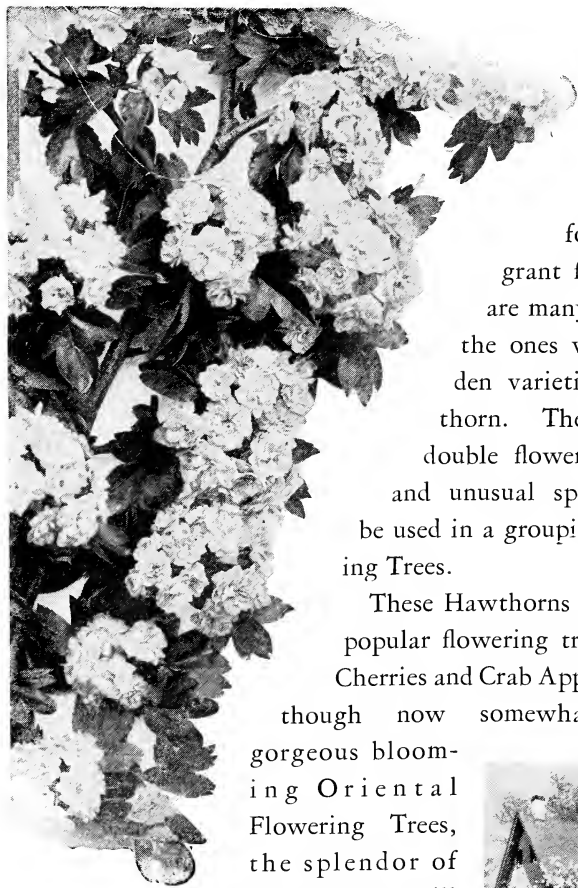 fo
grant f
are many
the ones w
den varieti
thorn. The
double flower
and unusual sp
be used in a groupi
ing Trees.
These Hawthorns
popular flowering tr
Cherries and Crab App
though now somewha
gorgeous bloom-
ing Oriental
Flowering Trees,
the splendor of